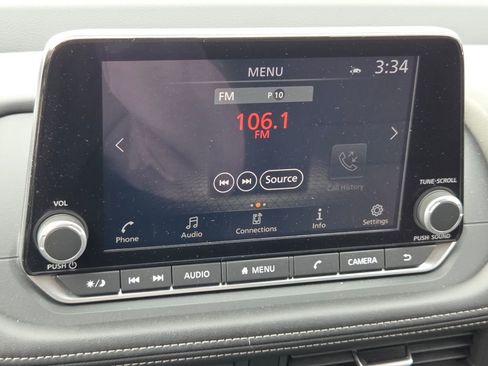 MENU 3:34
FM P 10
106.1
FM
Source
Call History
VOL
TUNE•SCROLL
Phone Audio Connections Info Settings
PUSH
PUSH SOUND
AUDIO MENU CAMERA